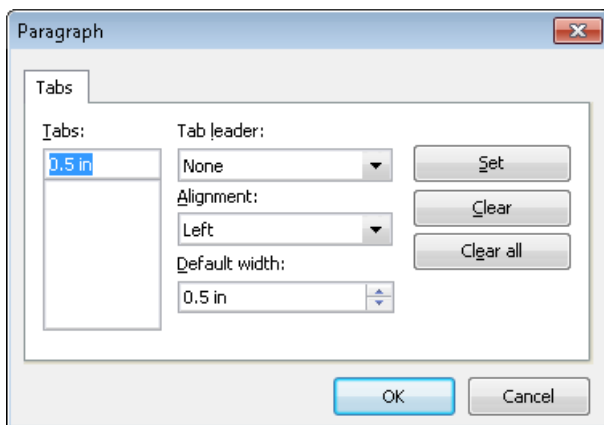 Paragraph
Tabs
Tabs:
0.5 in
Tab leader:
None
Alignment:
Left
Default width:
0.5 in
Set
Clear
Clear all
OK
Cancel